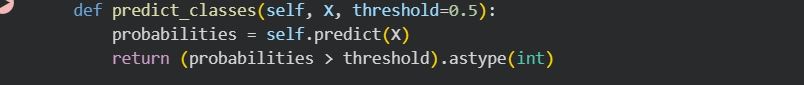 def predict_classes(self, X, threshold=0.5):
    probabilities = self.predict(X)
    return (probabilities > threshold).astype(int)